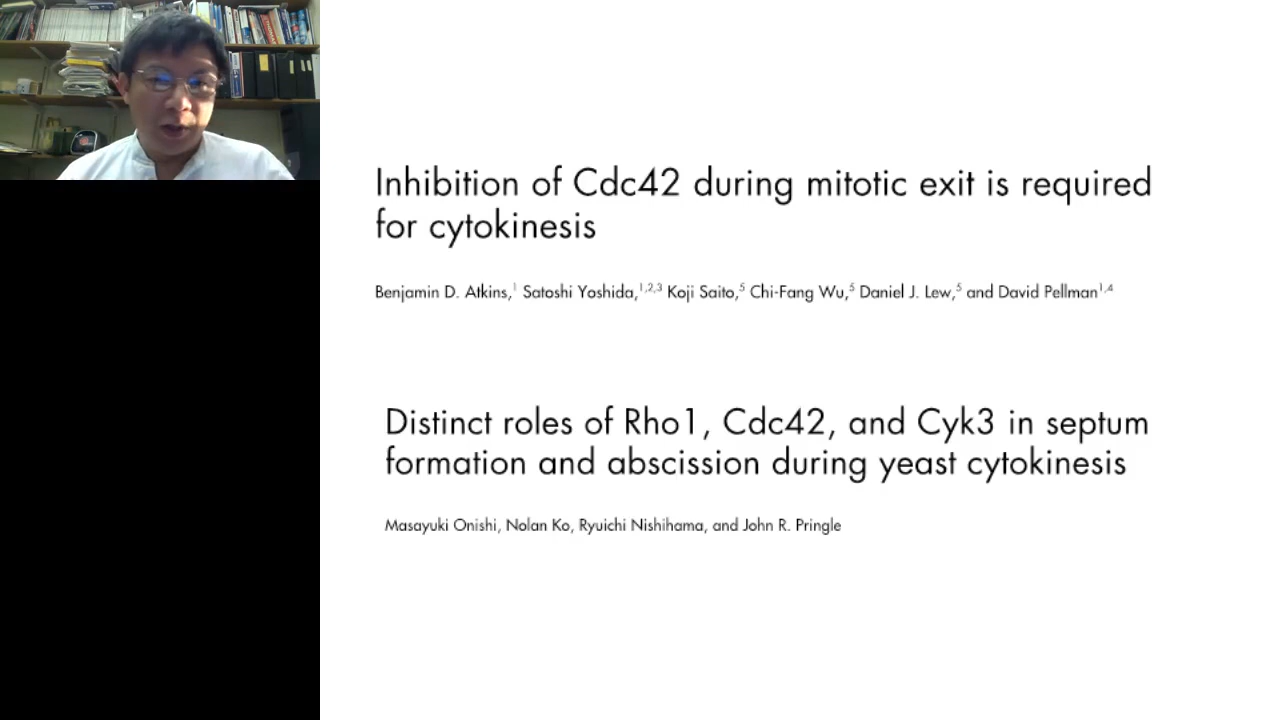 Inhibition of Cdc42 during mitotic exit is required
for cytokinesis
Benjamin D. Atkins,1 Satoshi Yoshida,1,2,3 Koji Saito,5 Chi-Fang Wu,5 Daniel J. Lew,5 and David Pellman1,4
Distinct roles of Rho1, Cdc42, and Cyk3 in septum
formation and abscission during yeast cytokinesis
Masayuki Onishi, Nolan Ko, Ryuichi Nishihama, and John R. Pringle